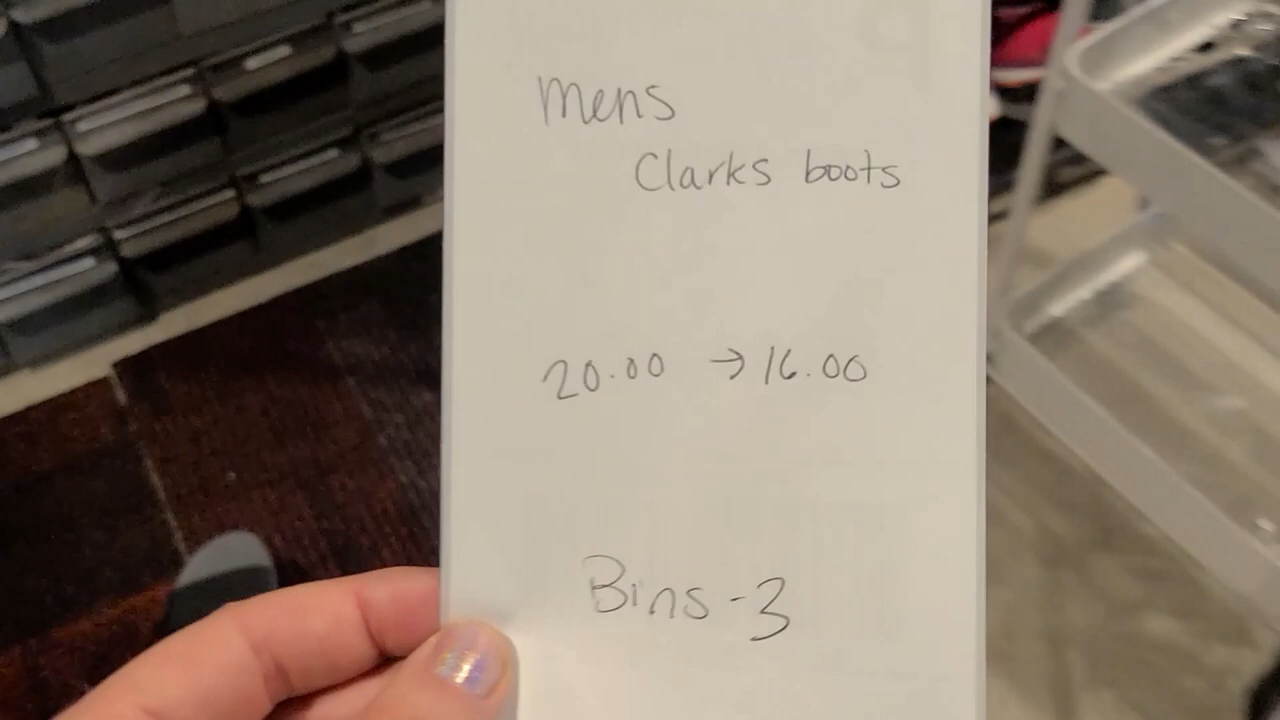 Mens
Clarks boots
20.00 → 16.00
Bins - 3